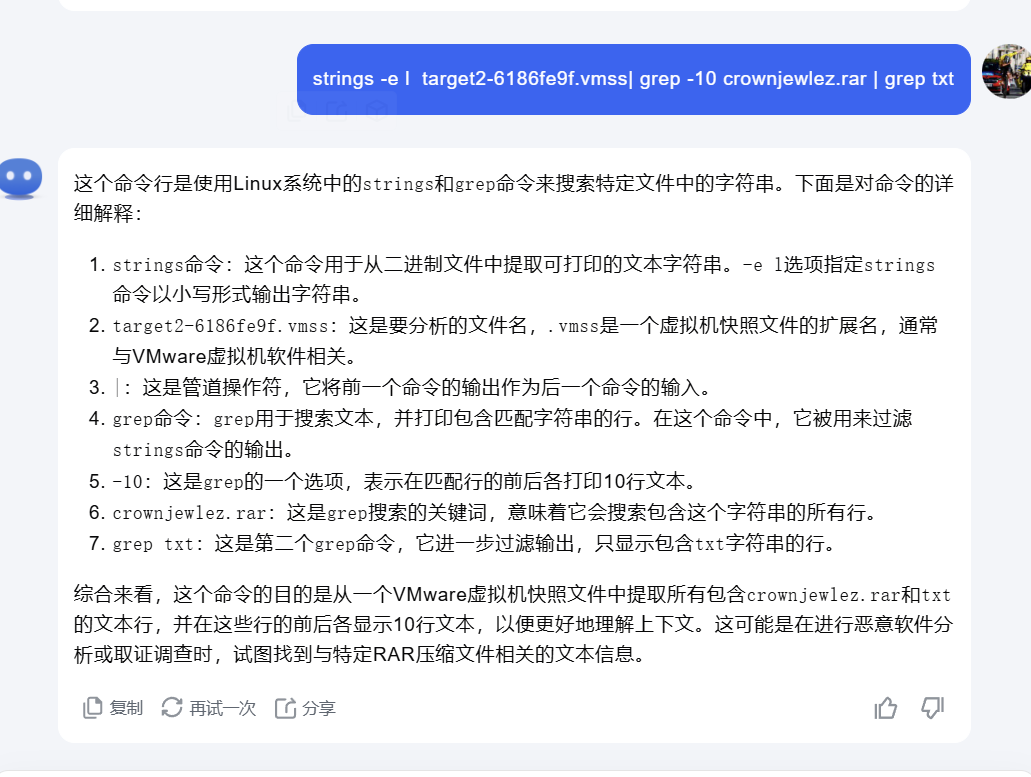 strings -e l  target2-6186fe9f.vmss| grep -10 crownjewlez.rar | grep txt
这个命令行是使用Linux系统中的strings和grep命令来搜索特定文件中的字符串。下面是对命令的详
细解释：
1. strings命令：这个命令用于从二进制文件中提取可打印的文本字符串。-e l选项指定strings
命令以小写形式输出字符串。
2. target2-6186fe9f.vmss：这是要分析的文件名，.vmss是一个虚拟机快照文件的扩展名，通常
与VMware虚拟机软件相关。
3. |：这是管道操作符，它将前一个命令的输出作为后一个命令的输入。
4. grep命令：grep用于搜索文本，并打印包含匹配字符串的行。在这个命令中，它被用来过滤
strings命令的输出。
5. -10：这是grep的一个选项，表示在匹配行的前后各打印10行文本。
6. crownjewlez.rar：这是grep搜索的关键词，意味着它会搜索包含这个字符串的所有行。
7. grep txt：这是第二个grep命令，它进一步过滤输出，只显示包含txt字符串的行。
综合来看，这个命令的目的是从一个VMware虚拟机快照文件中提取所有包含crownjewlez.rar和txt
的文本行，并在这些行的前后各显示10行文本，以便更好地理解上下文。这可能是在进行恶意软件分
析或取证调查时，试图找到与特定RAR压缩文件相关的文本信息。
复制 再试一次 分享